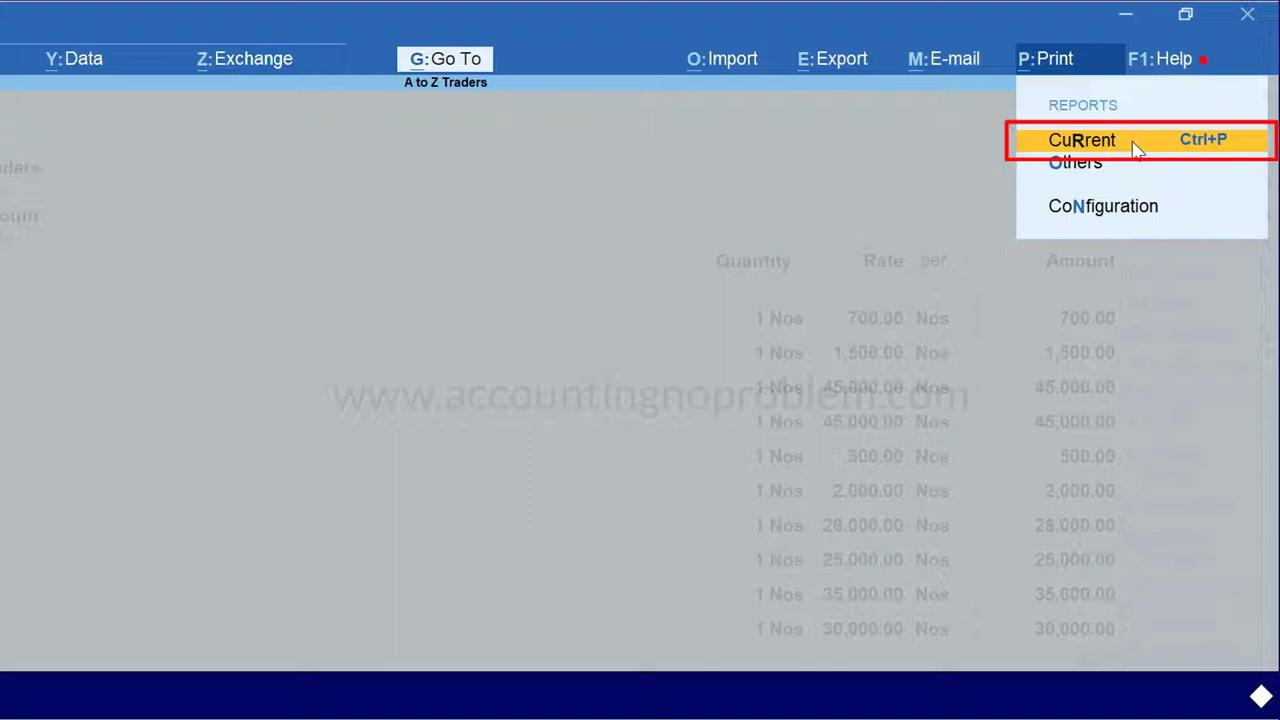 Y:Data Z:Exchange G:Go To O:Import E:Export M:E-mail P:Print F1:Help
A to Z Traders
REPORTS
CuRrent Ctrl+P
Others
CoNfiguration
Quantity Rate per Amount
1 Nos 700.00 Nos 700.00
1 Nos 1,500.00 Nos 1,500.00
1 Nos 45,000.00 Nos 45,000.00
www.accountingnoproblem.com
1 Nos 45,000.00 Nos 45,000.00
1 Nos 500.00 Nos 500.00
1 Nos 2,000.00 Nos 2,000.00
1 Nos 28,000.00 Nos 28,000.00
1 Nos 25,000.00 Nos 25,000.00
1 Nos 35,000.00 Nos 35,000.00
1 Nos 30,000.00 Nos 30,000.00